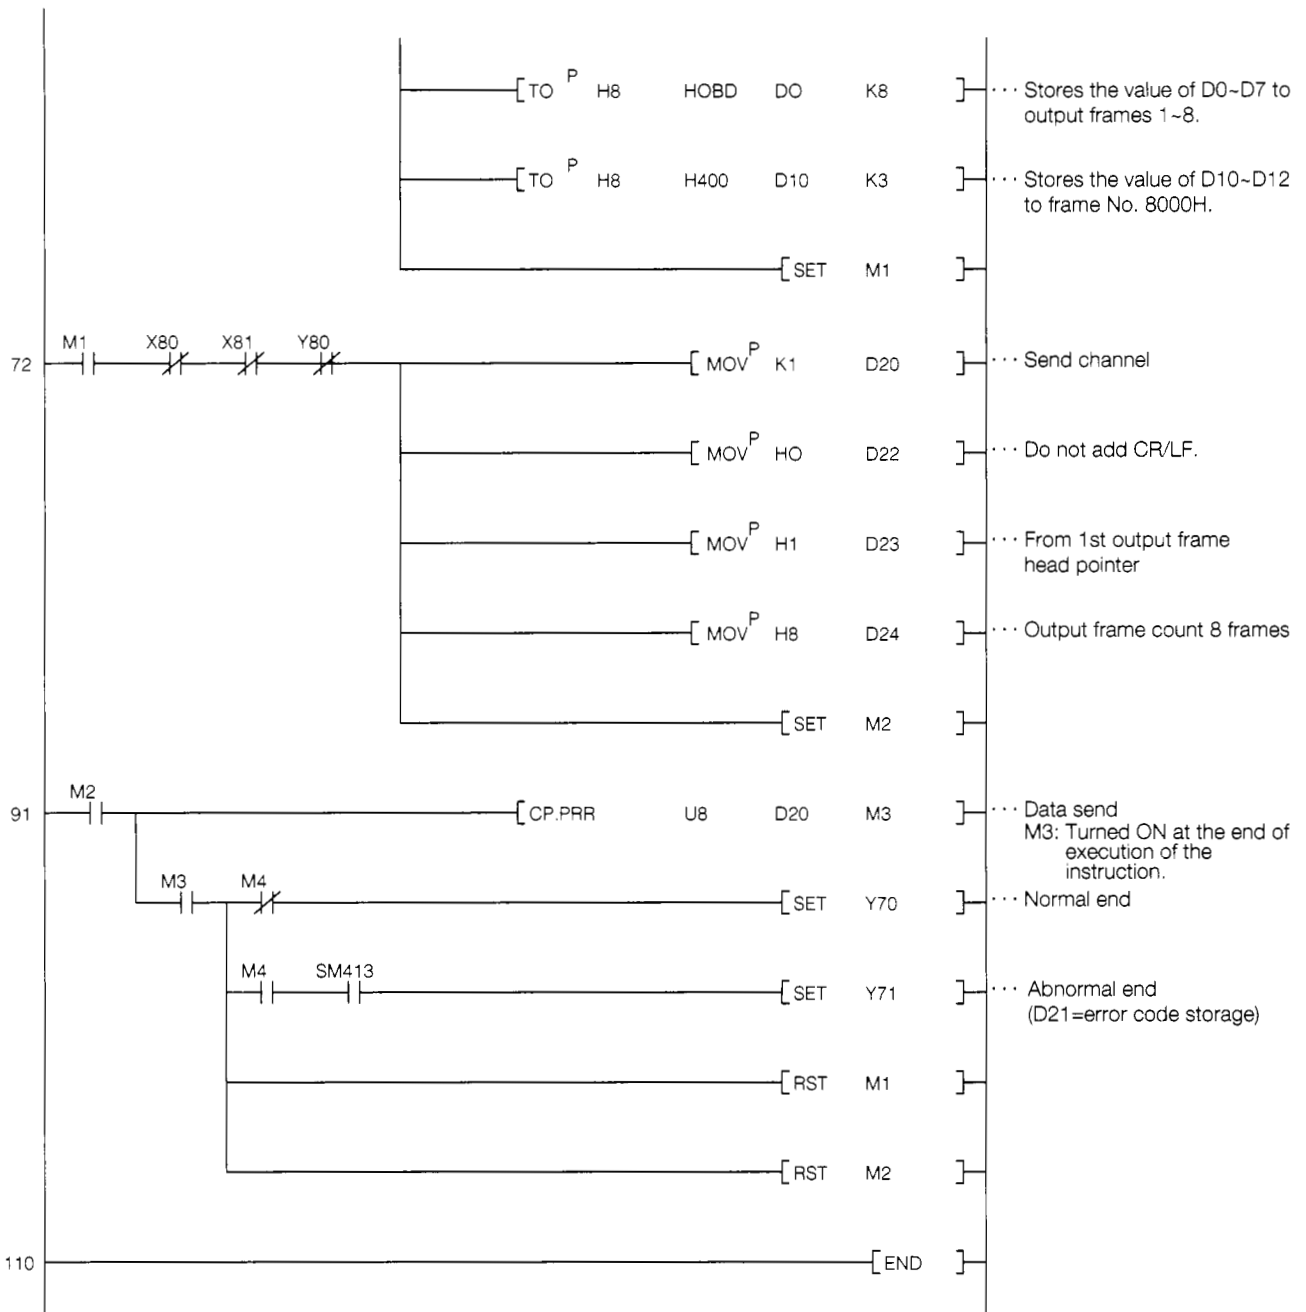 [ TO P H8 HOBD DO K8 ] ··· Stores the value of D0~D7 to
output frames 1~8.
[ TO P H8 H400 D10 K3 ] ··· Stores the value of D10~D12
to frame No. 8000H.
[ SET M1 ]
72 M1 X80 X81 Y80 [ MOV P K1 D20 ] ··· Send channel
[ MOV P HO D22 ] ··· Do not add CR/LF.
[ MOV P H1 D23 ] ··· From 1st output frame
head pointer
[ MOV P H8 D24 ] ··· Output frame count 8 frames
[ SET M2 ]
91 M2 [ CP.PRR U8 D20 M3 ] ··· Data send
M3: Turned ON at the end of
execution of the
instruction.
M3 M4 [ SET Y70 ] ··· Normal end
M4 SM413 [ SET Y71 ] ··· Abnormal end
(D21=error code storage)
[ RST M1 ]
[ RST M2 ]
110 [ END ]